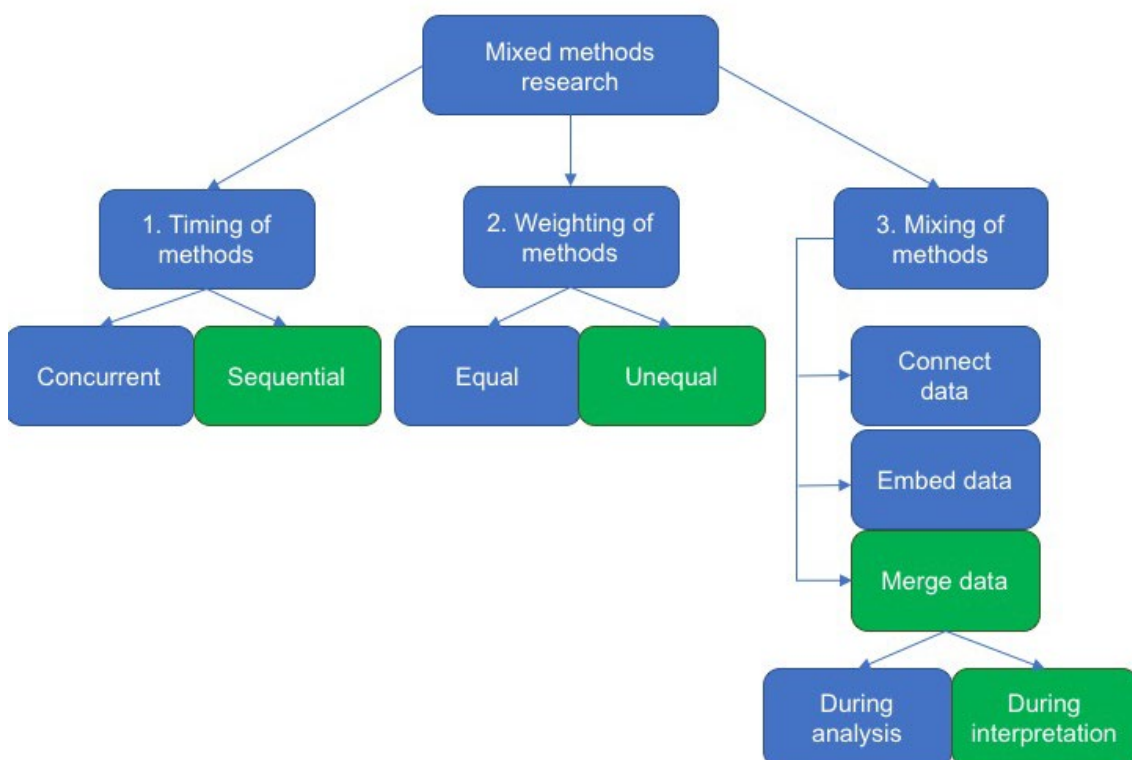 Mixed methods
research
1. Timing of
methods
2. Weighting of
methods
3. Mixing of
methods
Concurrent
Sequential
Equal
Unequal
Connect
data
Embed data
Merge data
During
analysis
During
interpretation